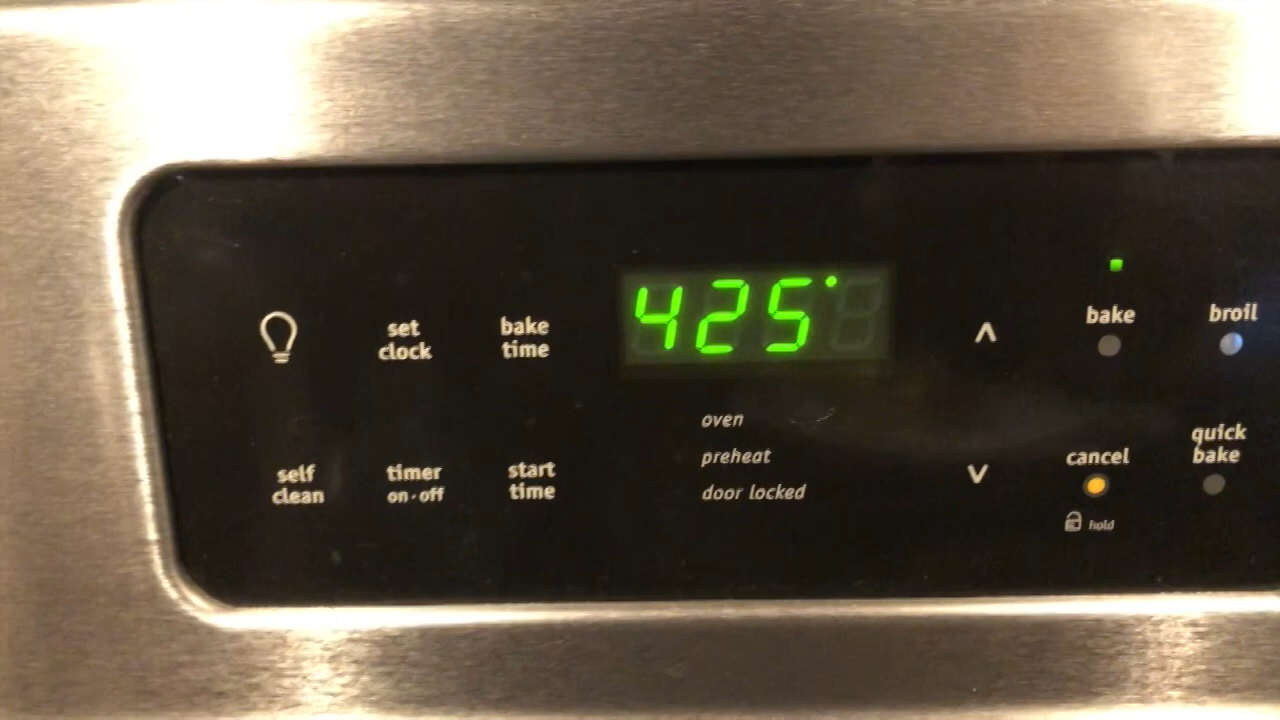 425°
set
clock
bake
time
bake
broil
oven
preheat
door locked
self
clean
timer
on·off
start
time
cancel
hold
quick
bake